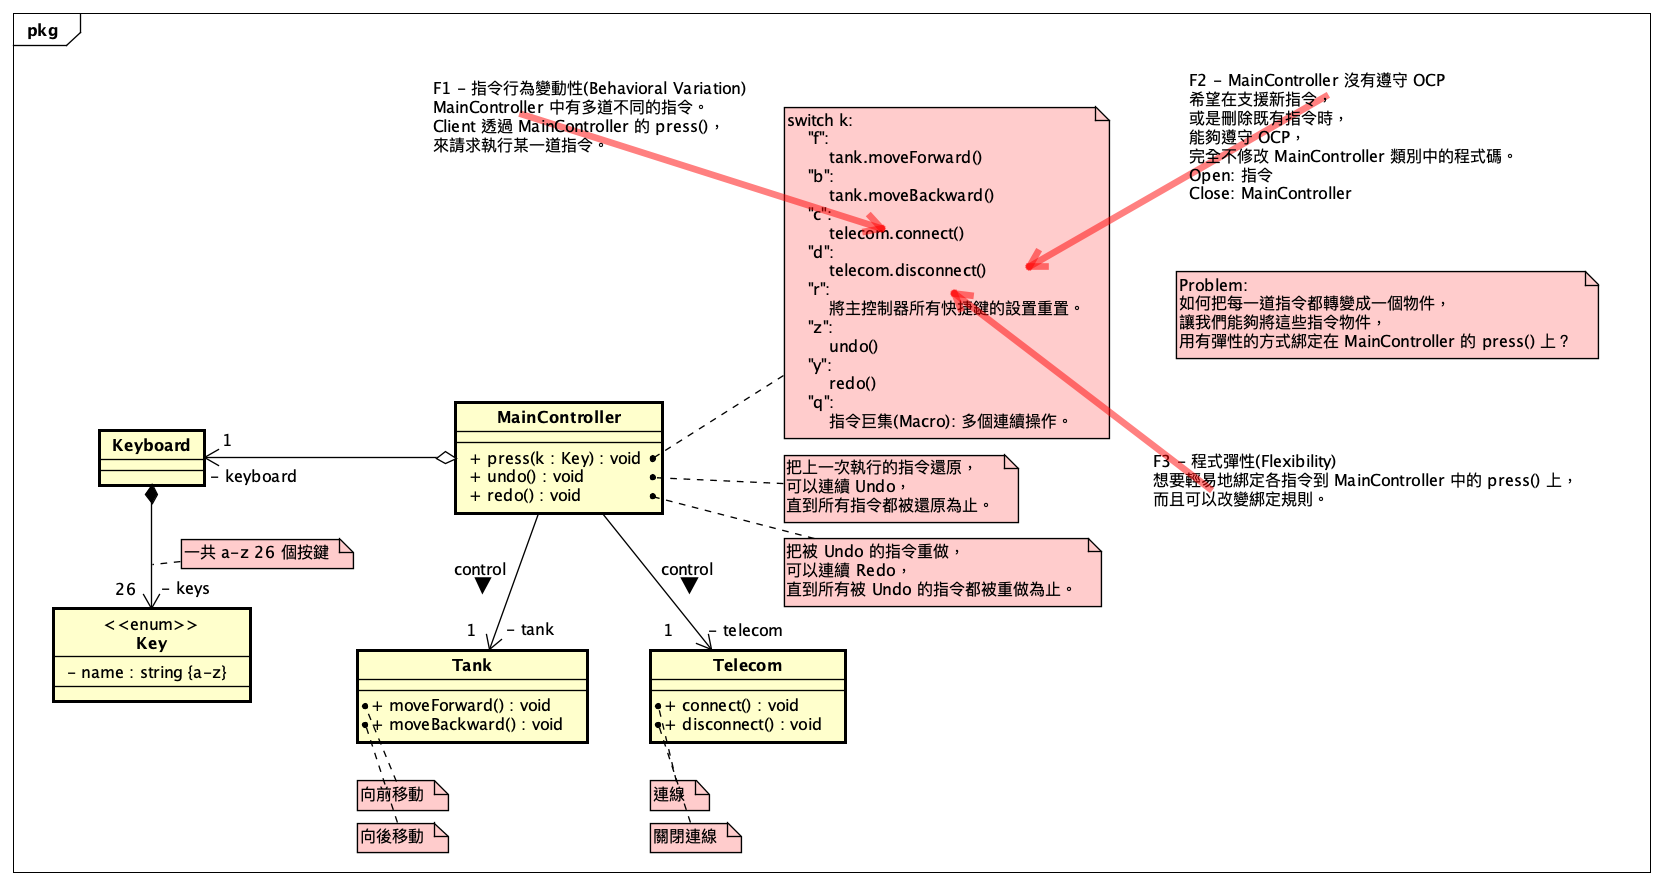 pkg
F1 - 指令行為變動性(Behavioral Variation)
MainController 中有多道不同的指令。
Client 透過 MainController 的 press()，
來請求執行某一道指令。
switch k:
"f":
tank.moveForward()
"b":
tank.moveBackward()
"c":
telecom.connect()
"d":
telecom.disconnect()
"r":
將主控制器所有快捷鍵的設置重置。
"z":
undo()
"y":
redo()
"q":
指令巨集(Macro): 多個連續操作。
F2 - MainController 沒有遵守 OCP
希望在支援新指令，
或是刪除既有指令時，
能夠遵守 OCP，
完全不修改 MainController 類別中的程式碼。
Open: 指令
Close: MainController
Problem:
如何把每一道指令都轉變成一個物件，
讓我們能夠將這些指令物件，
用有彈性的方式綁定在 MainController 的 press() 上？
F3 - 程式彈性(Flexibility)
想要輕易地綁定各指令到 MainController 中的 press() 上，
而且可以改變綁定規則。
MainController
+ press(k : Key) : void
+ undo() : void
+ redo() : void
Keyboard
1
- keyboard
把上一次執行的指令還原，
可以連續 Undo，
直到所有指令都被還原為止。
把被 Undo 的指令重做，
可以連續 Redo，
直到所有被 Undo 的指令都被重做為止。
一共 a-z 26 個按鍵
26
- keys
<<enum>>
Key
- name : string {a-z}
control
control
1
- tank
1
- telecom
Tank
+ moveForward() : void
+ moveBackward() : void
Telecom
+ connect() : void
+ disconnect() : void
向前移動
向後移動
連線
關閉連線